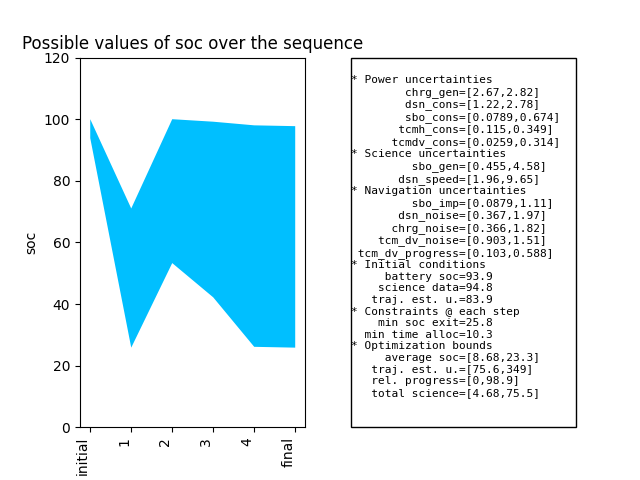 Possible values of soc over the sequence
120
100
80
60
40
20
0
soc
initial
1
2
3
4
final
* Power uncertainties
chrg_gen=[2.67,2.82]
dsn_cons=[1.22,2.78]
sbo_cons=[0.0789,0.674]
tcmh_cons=[0.115,0.349]
tcmdv_cons=[0.0259,0.314]
* Science uncertainties
sbo_gen=[0.455,4.58]
dsn_speed=[1.96,9.65]
* Navigation uncertainties
sbo_imp=[0.0879,1.11]
dsn_noise=[0.367,1.97]
chrg_noise=[0.366,1.82]
tcm_dv_noise=[0.903,1.51]
tcm_dv_progress=[0.103,0.588]
* Initial conditions
battery soc=93.9
science data=94.8
traj. est. u.=83.9
* Constraints @ each step
min soc exit=25.8
min time alloc=10.3
* Optimization bounds
average soc=[8.68,23.3]
traj. est. u.=[75.6,349]
rel. progress=[0,98.9]
total science=[4.68,75.5]